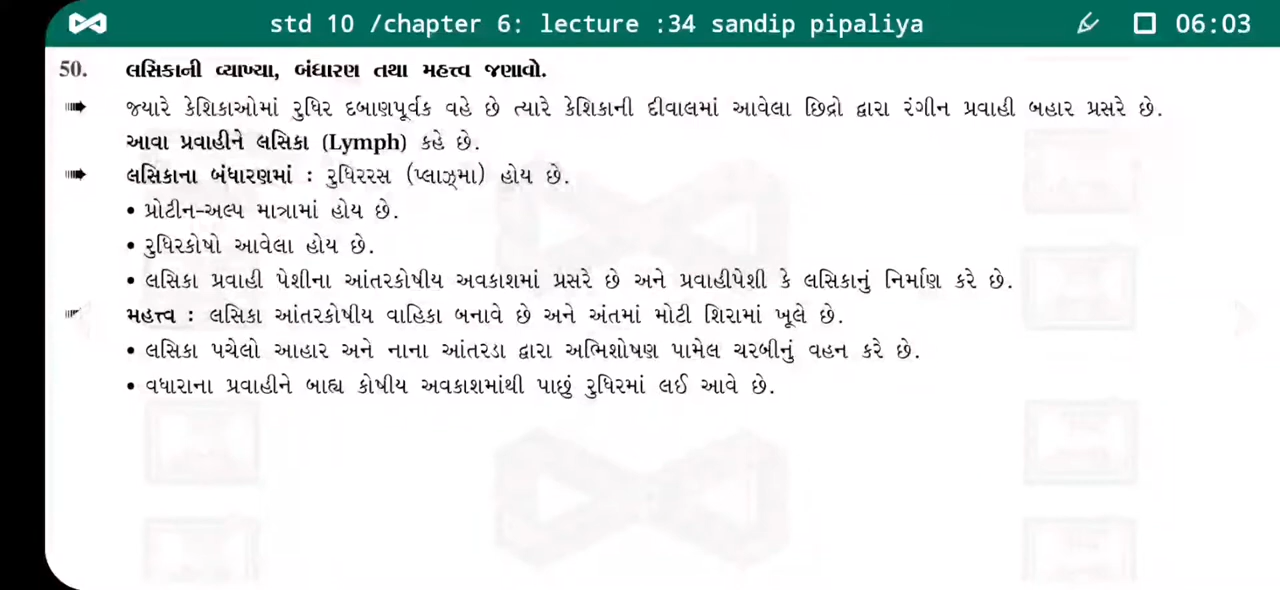 std 10 /chapter 6: lecture :34 sandip pipaliya 06:03
50. લસિકાની વ્યાખ્યા, બંધારણ તથા મહત્ત્વ જણાવો.
જ્યારે કેશિકાઓમાં રુધિર દબાણપૂર્વક વહે છે ત્યારે કેશિકાની દીવાલમાં આવેલા છિદ્રો દ્વારા રંગીન પ્રવાહી બહાર પ્રસરે છે.
આવા પ્રવાહીને લસિકા (Lymph) કહે છે.
લસિકાના બંધારણમાં : રુધિરરસ (પ્લાઝ્મા) હોય છે.
• પ્રોટીન-અલ્પ માત્રામાં હોય છે.
• રુધિરકોષો આવેલા હોય છે.
• લસિકા પ્રવાહી પેશીના આંતરકોષીય અવકાશમાં પ્રસરે છે અને પ્રવાહીપેશી કે લસિકાનું નિર્માણ કરે છે.
મહત્ત્વ : લસિકા આંતરકોષીય વાહિકા બનાવે છે અને અંતમાં મોટી શિરામાં ખૂલે છે.
• લસિકા પચેલો આહાર અને નાના આંતરડા દ્વારા અભિશોષણ પામેલ ચરબીનું વહન કરે છે.
• વધારાના પ્રવાહીને બાહ્ય કોષીય અવકાશમાંથી પાછું રુધિરમાં લઈ આવે છે.